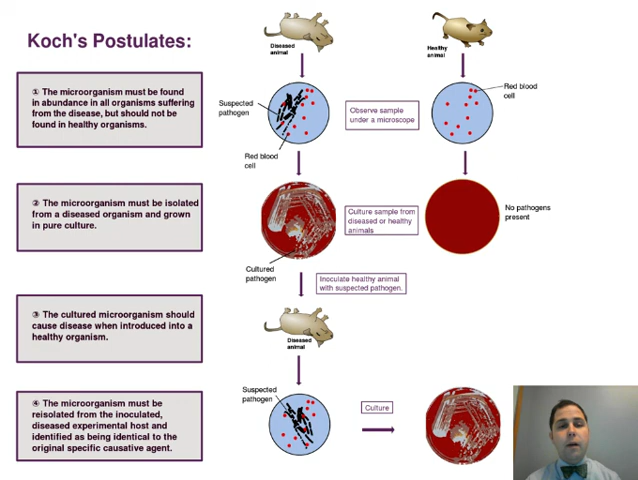 Koch's Postulates:
① The microorganism must be found
in abundance in all organisms suffering
from the disease, but should not be
found in healthy organisms.
② The microorganism must be isolated
from a diseased organism and grown
in pure culture.
③ The cultured microorganism should
cause disease when introduced into a
healthy organism.
④ The microorganism must be
reisolated from the inoculated,
diseased experimental host and
identified as being identical to the
original specific causative agent.
Diseased
animal
Healthy
animal
Suspected
pathogen
Red blood
cell
Observe sample
under a microscope
Red blood
cell
Culture sample from
diseased or healthy
animals
No pathogens
present
Cultured
pathogen
Inoculate healthy animal
with suspected pathogen.
Diseased
animal
Suspected
pathogen
Culture